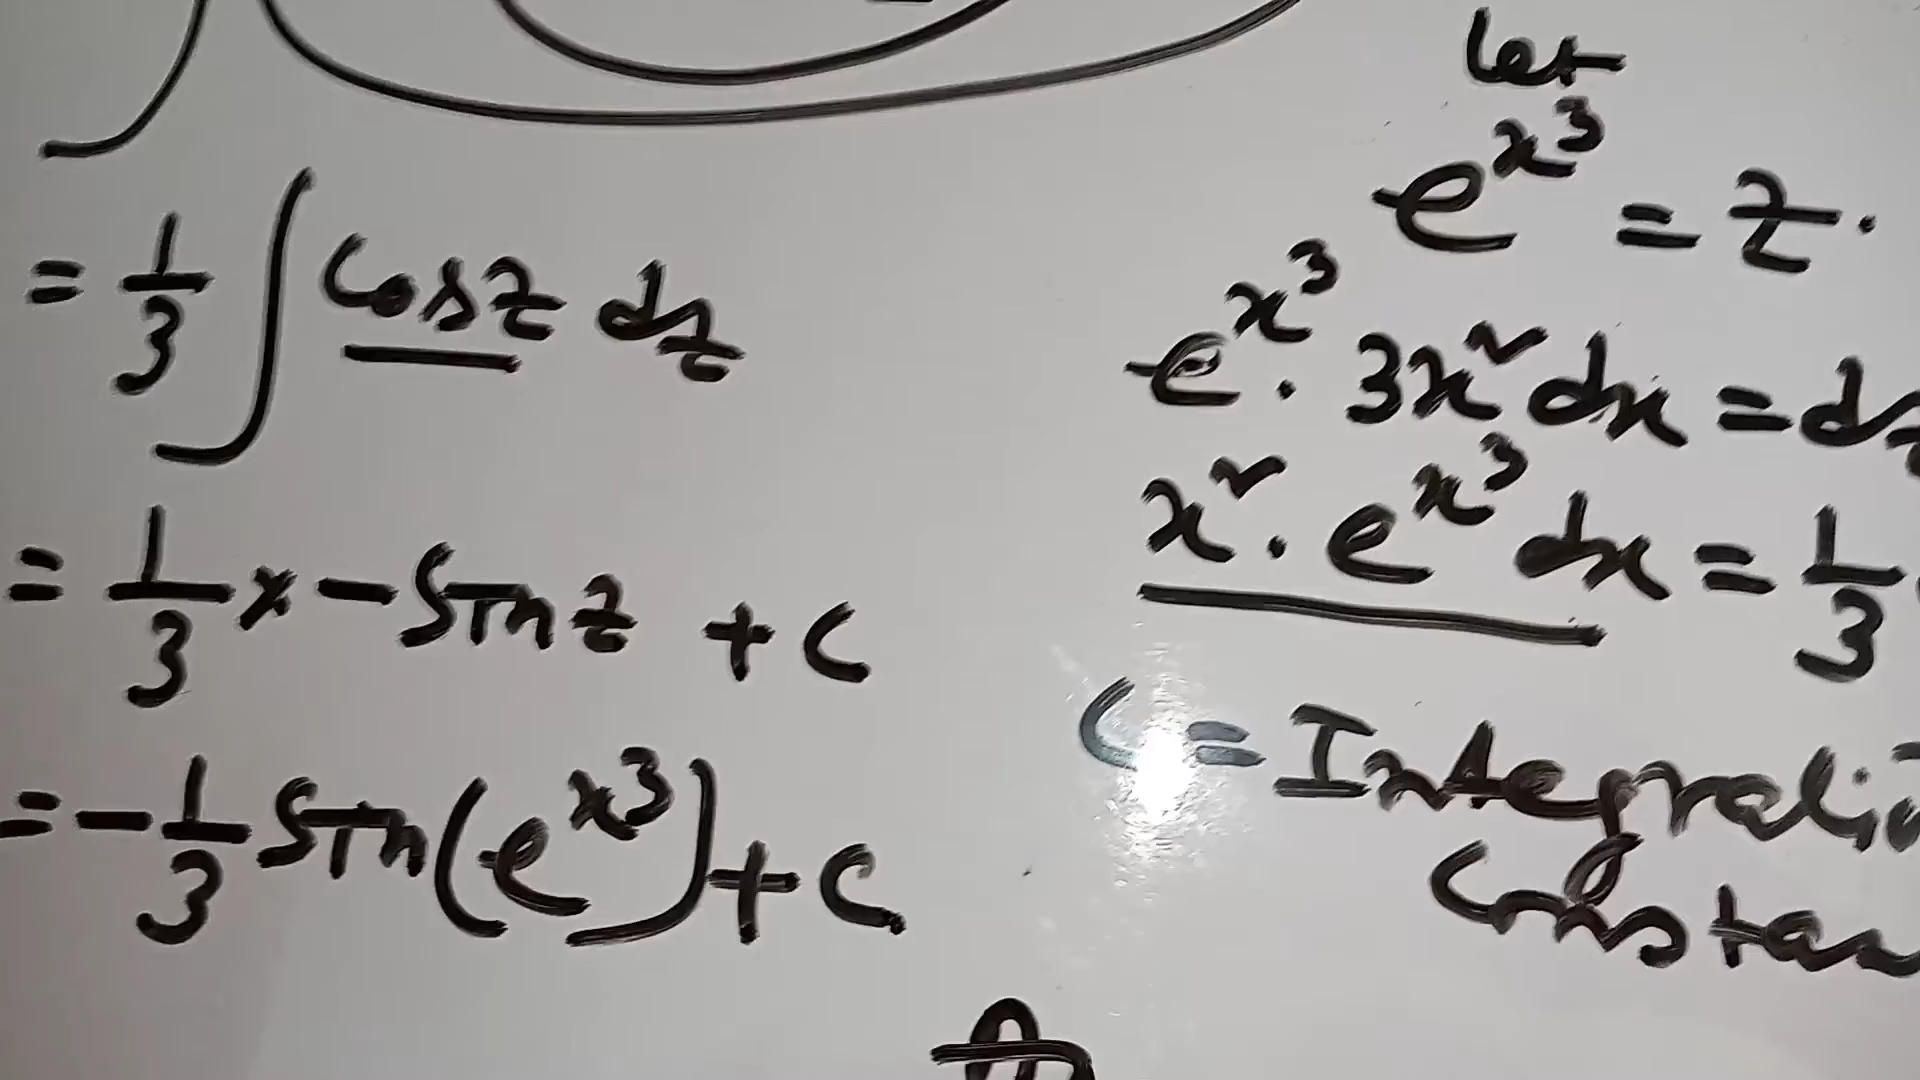 let
e^{x^3} = z.
= 1/3 ∫ cos z dz
e^{x^3} . 3x^2 dx = dz
x^2 . e^{x^3} dx = 1/3
= 1/3 x - sin z + c
c = Integratio
Constan
= - 1/3 sin(e^{x^3}) + c.